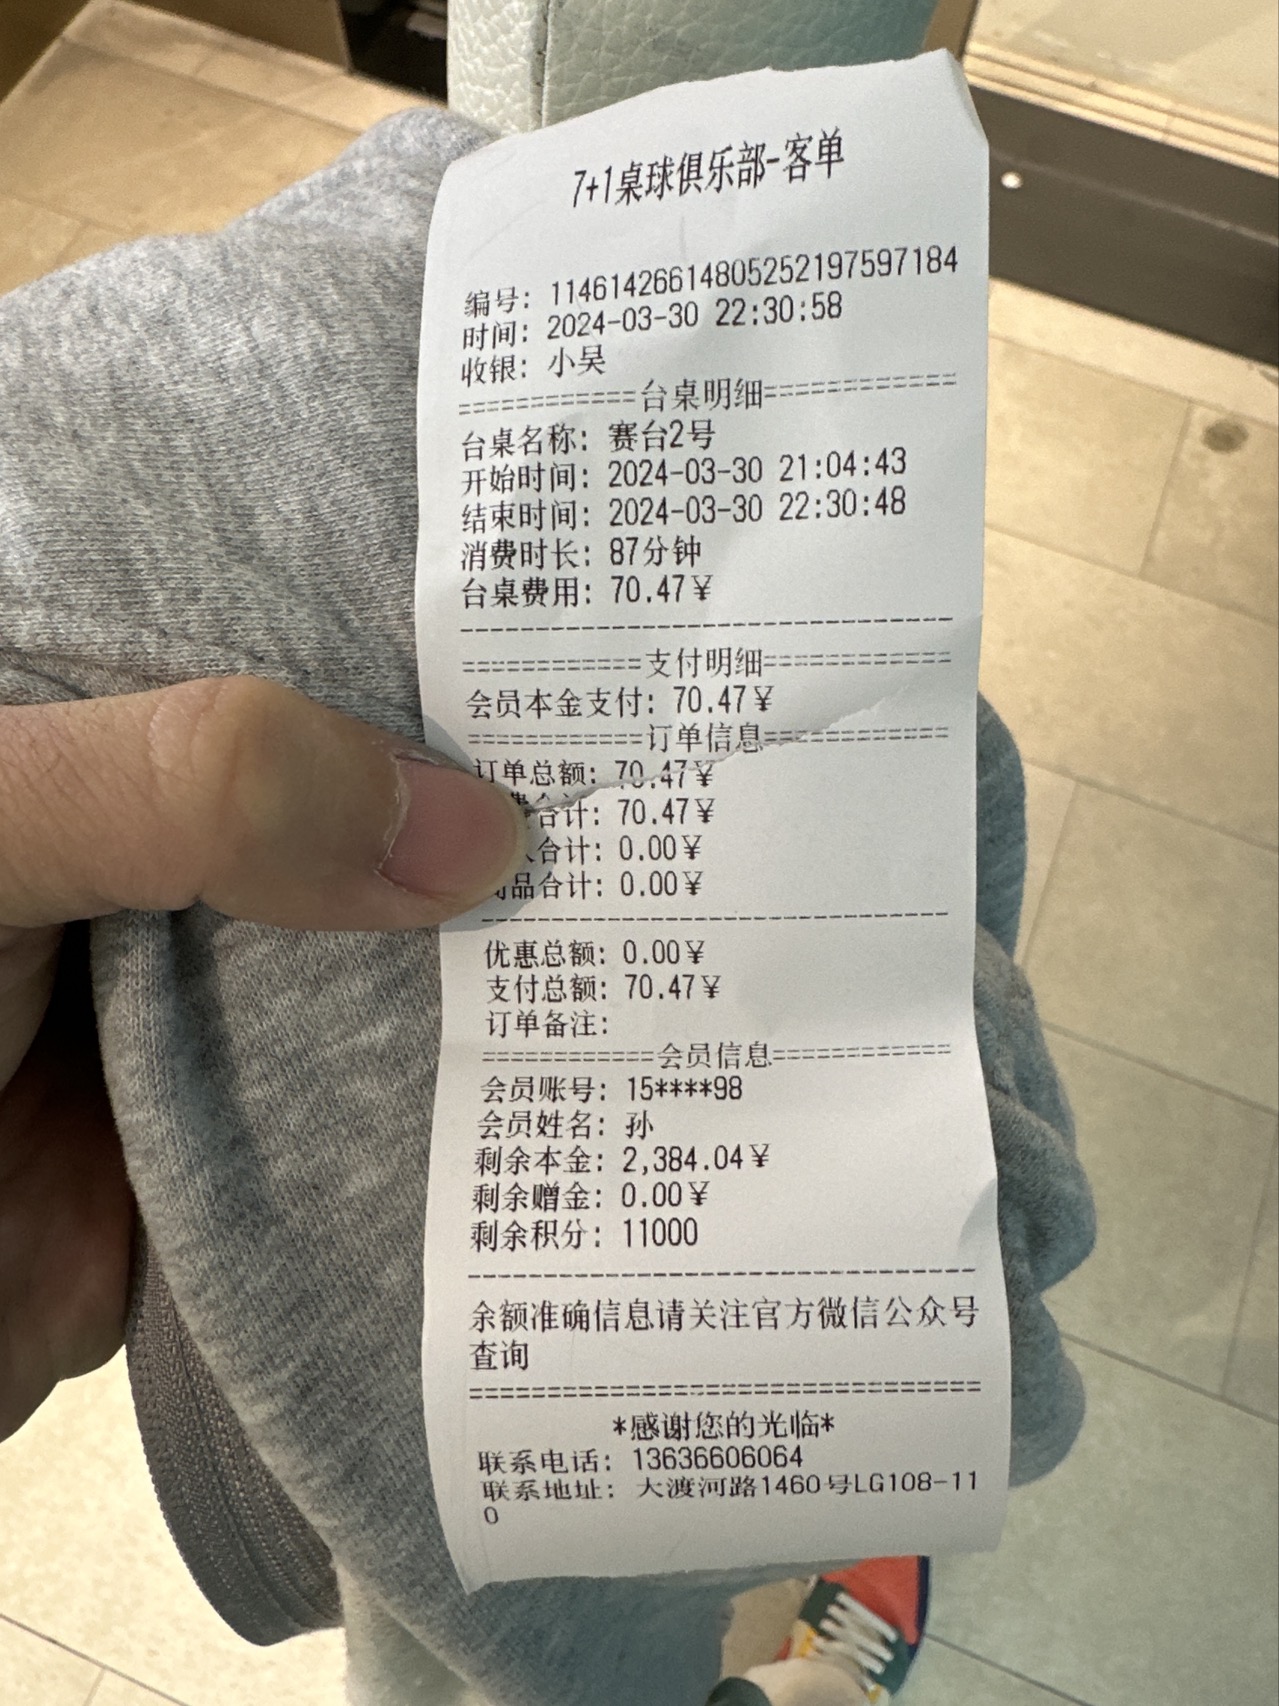 7+1桌球俱乐部-客单
编号: 1146142661480525219759​7184
时间: 2024-03-30 22:30:58
收银: 小吴
============台桌明细=============
台桌名称: 赛台2号
开始时间: 2024-03-30 21:04:43
结束时间: 2024-03-30 22:30:48
消费时长: 87分钟
台桌费用: 70.47¥
--------------------------------
============支付明细=============
会员本金支付: 70.47¥
============订单信息=============
订单总额: 70.47¥
合计: 70.47¥
合计: 0.00¥
品合计: 0.00¥
--------------------------------
优惠总额: 0.00¥
支付总额: 70.47¥
订单备注:
============会员信息=============
会员账号: 15****98
会员姓名: 孙
剩余本金: 2,384.04¥
剩余赠金: 0.00¥
剩余积分: 11000
--------------------------------
余额准确信息请关注官方微信公众号
查询
================================
*感谢您的光临*
联系电话: 13636606064
联系地址: 大渡河路1460号LG108-11
0